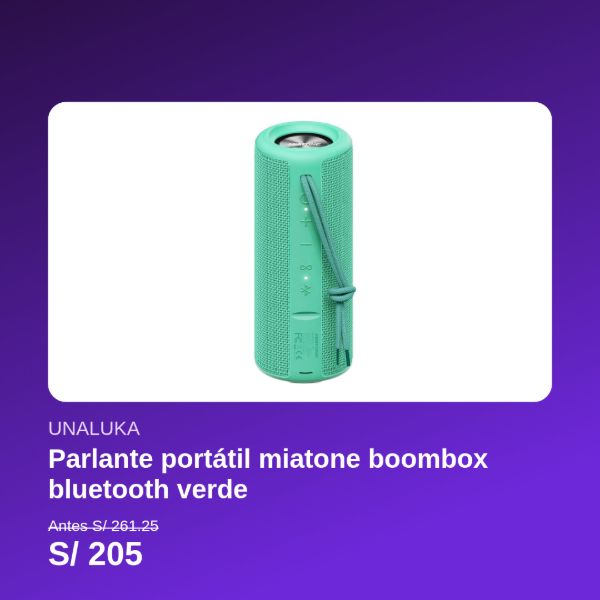 UNALUKA
Parlante portátil miatone boombox
bluetooth verde
Antes S/ 261.25
S/ 205